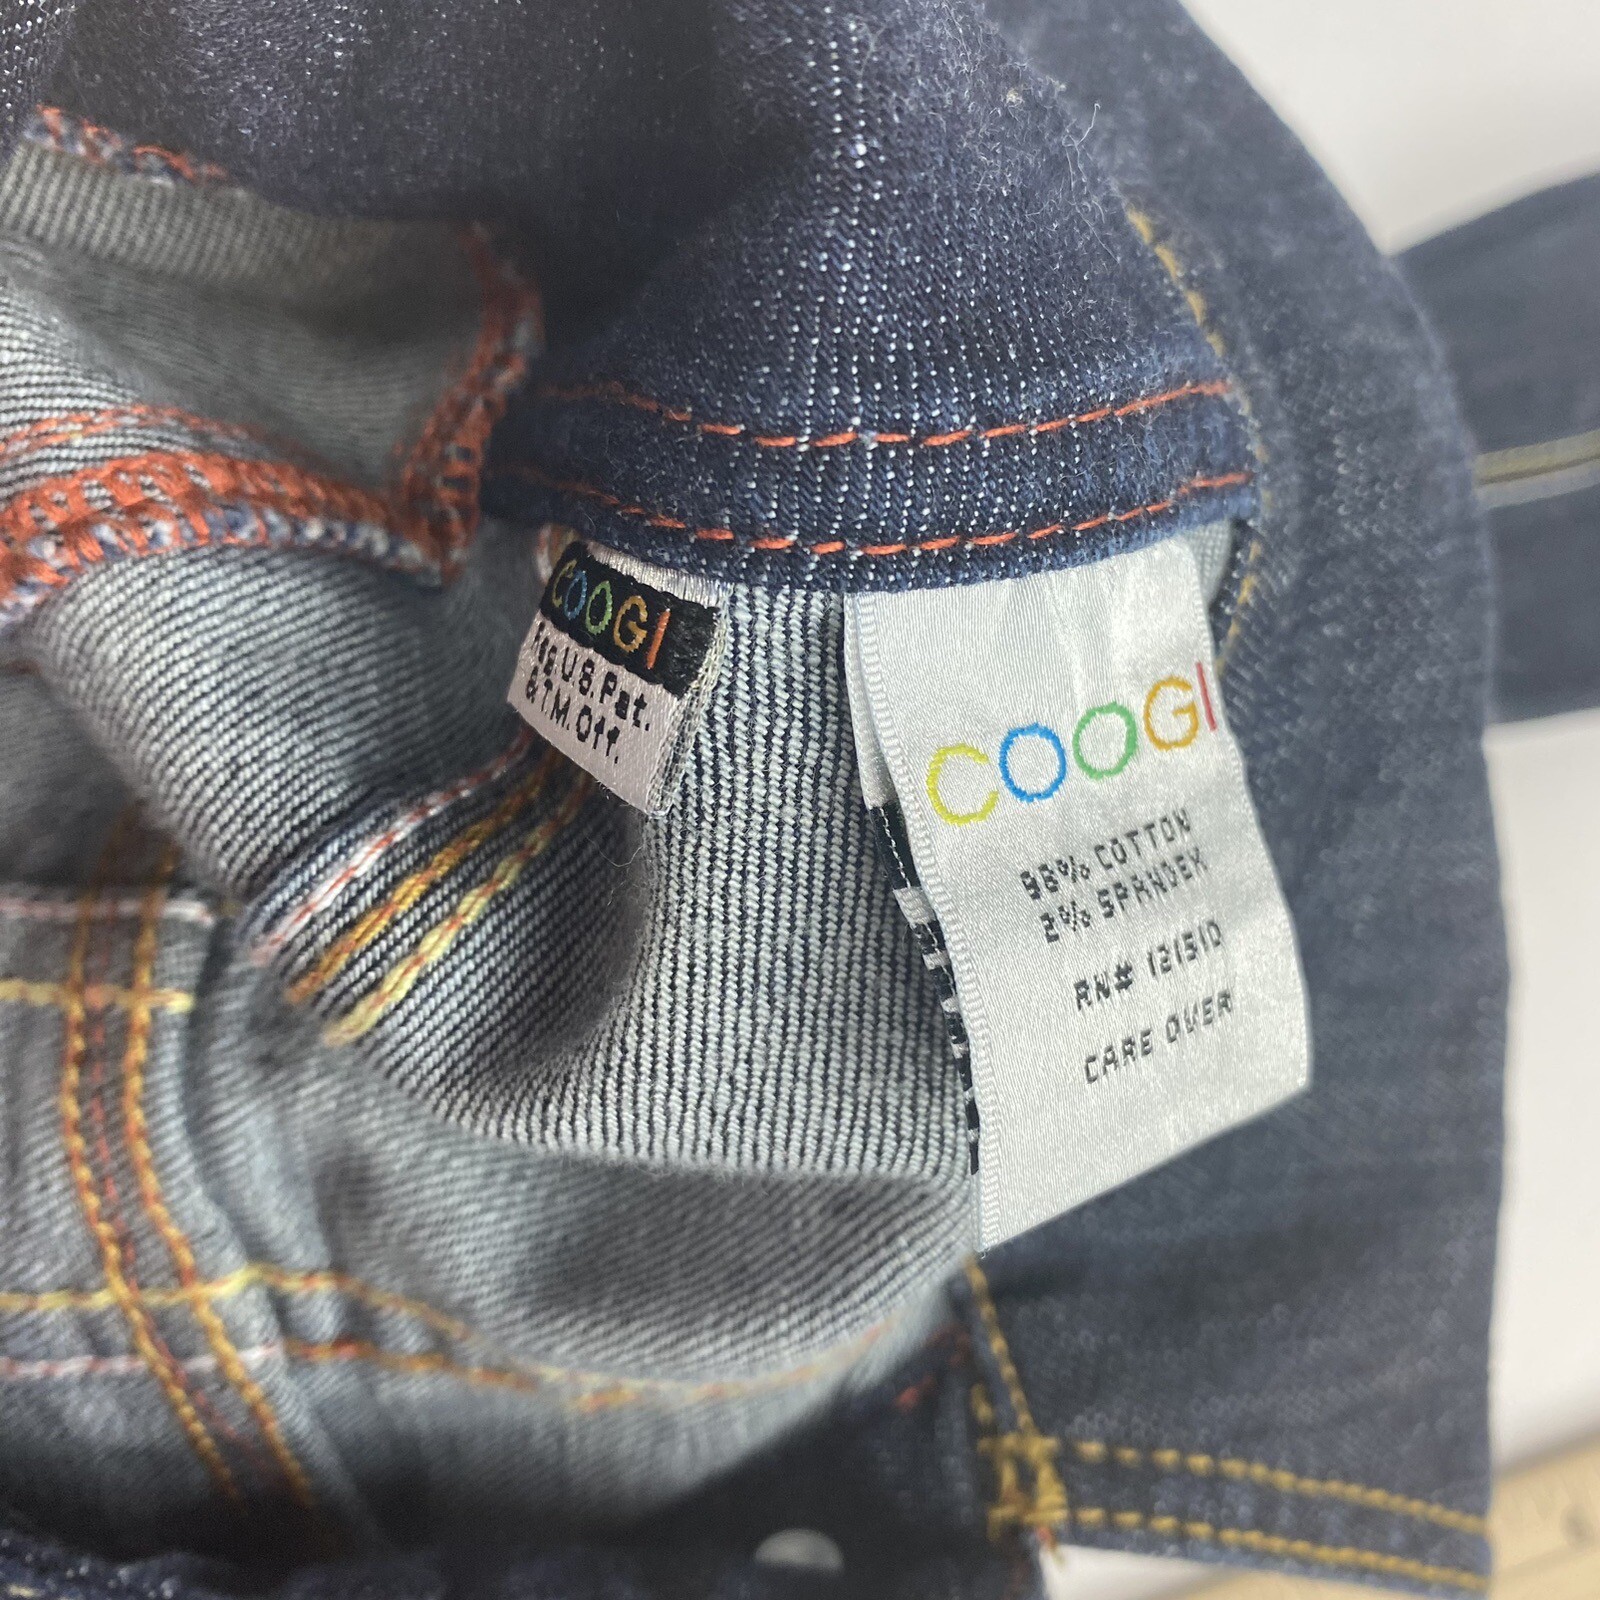 COOGI
Reg U.S. Pat.
& T.M. Off.
COOGI
98% COTTON
2% SPANDEX
RN# 121510
CARE OVER